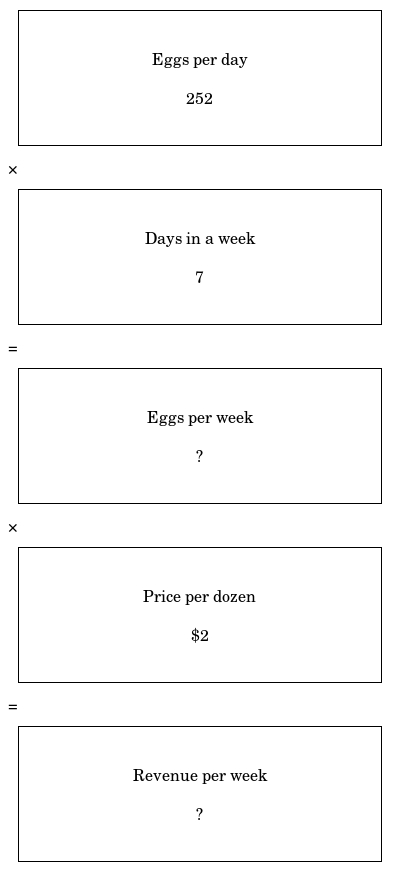 Eggs per day
252
×
Days in a week
7
=
Eggs per week
?
×
Price per dozen
$2
=
Revenue per week
?